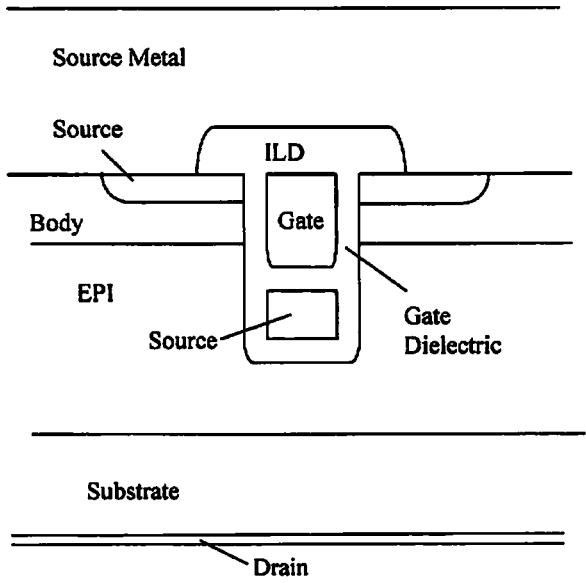 Source Metal
Source
ILD
Gate
Body
EPI
Source
Gate
Dielectric
Substrate
Drain